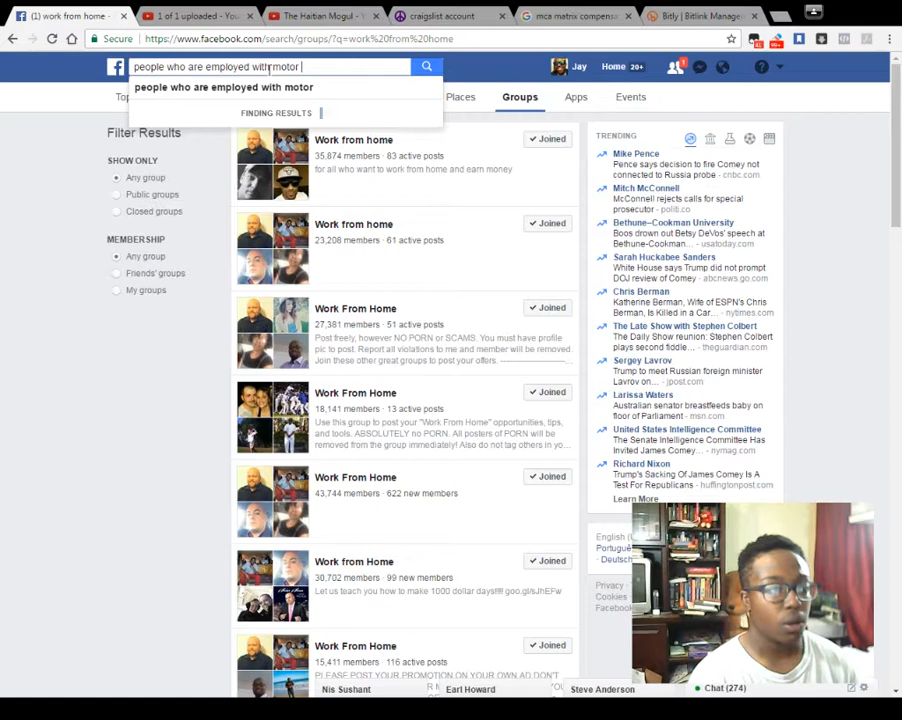 (1) Work from home
1 of 1 uploaded - You
The Haitian Mogul - Yo
craigslist account
mca matrix compensa
Bitly | Bitlink Managem
Secure
https://www.facebook.com/search/groups/?q=work%20from%20home
people who are employed with motor
Jay
Home 20+
people who are employed with motor
FINDING RESULTS
Top
Places
Groups
Apps
Events
Filter Results
SHOW ONLY
Any group
Public groups
Closed groups
MEMBERSHIP
Any group
Friends' groups
My groups
Work from home
Joined
35,874 members · 83 active posts
for all who want to work from home and earn money
Work from home
Joined
23,208 members · 61 active posts
Work From Home
Joined
27,381 members · 51 active posts
Post freely, however NO PORN or SCAMS. You must have profile
pic to post. Report all violations to me and member will be removed.
Join these other great groups to post your offers.
Work From Home
Joined
18,141 members · 13 active posts
Use this group to post your "Work From Home" opportunities, tips,
and tools. ABSOLUTELY no PORN. All posters of PORN will be
removed from the group immediately! Also do not tag others in yo...
Work From Home
Joined
43,744 members · 622 new members
Work from Home
Joined
30,702 members · 99 new members
Let us teach you how to make 1000 dollar days!!!! goo.gl/sJhEFw
Work From Home
Joined
15,411 members · 116 active posts
PLEASE POST YOUR PROMOTION ON YOUR OWN AD DON'T
TRENDING
Mike Pence
Pence says decision to fire Comey not
connected to Russia probe - cnbc.com
Mitch McConnell
McConnell rejects calls for special
prosecutor - politi.co
Bethune–Cookman University
Boos drown out Betsy DeVos' speech at
Bethune-Cookman... - usatoday.com
Sarah Huckabee Sanders
White House says Trump did not prompt
DOJ review of Comey - abcnews.go.com
Chris Berman
Katherine Berman, Wife of ESPN's Chris
Berman, Is Killed in a Car... - nytimes.com
The Late Show with Stephen Colbert
The Daily Show reunion: Stephen Colbert
plays second fiddle... - theguardian.com
Sergey Lavrov
Trump to meet Russian foreign minister
Lavrov on... - jpost.com
Larissa Waters
Australian senator breastfeeds baby on
floor of Parliament - msn.com
United States Intelligence Committee
The Senate Intelligence Committee Has
Invited James Comey... - nymag.com
Richard Nixon
Trump's Sacking Of James Comey Is A
Test For Republicans - huffingtonpost.com
Learn More
English (
Português
Deutsch
Privacy
Cookies
Facebook
Nis Sushant
Earl Howard
Steve Anderson
Chat (274)